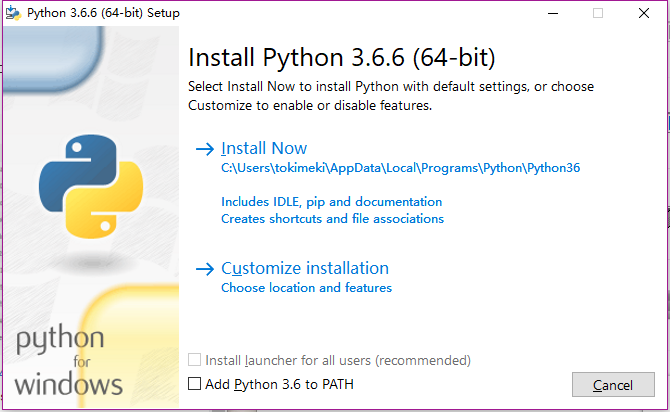 Python 3.6.6 (64-bit) Setup
Install Python 3.6.6 (64-bit)
Select Install Now to install Python with default settings, or choose
Customize to enable or disable features.
Install Now
C:\Users\tokimeki\AppData\Local\Programs\Python\Python36
Includes IDLE, pip and documentation
Creates shortcuts and file associations
Customize installation
Choose location and features
python
for
windows
Install launcher for all users (recommended)
Add Python 3.6 to PATH
Cancel